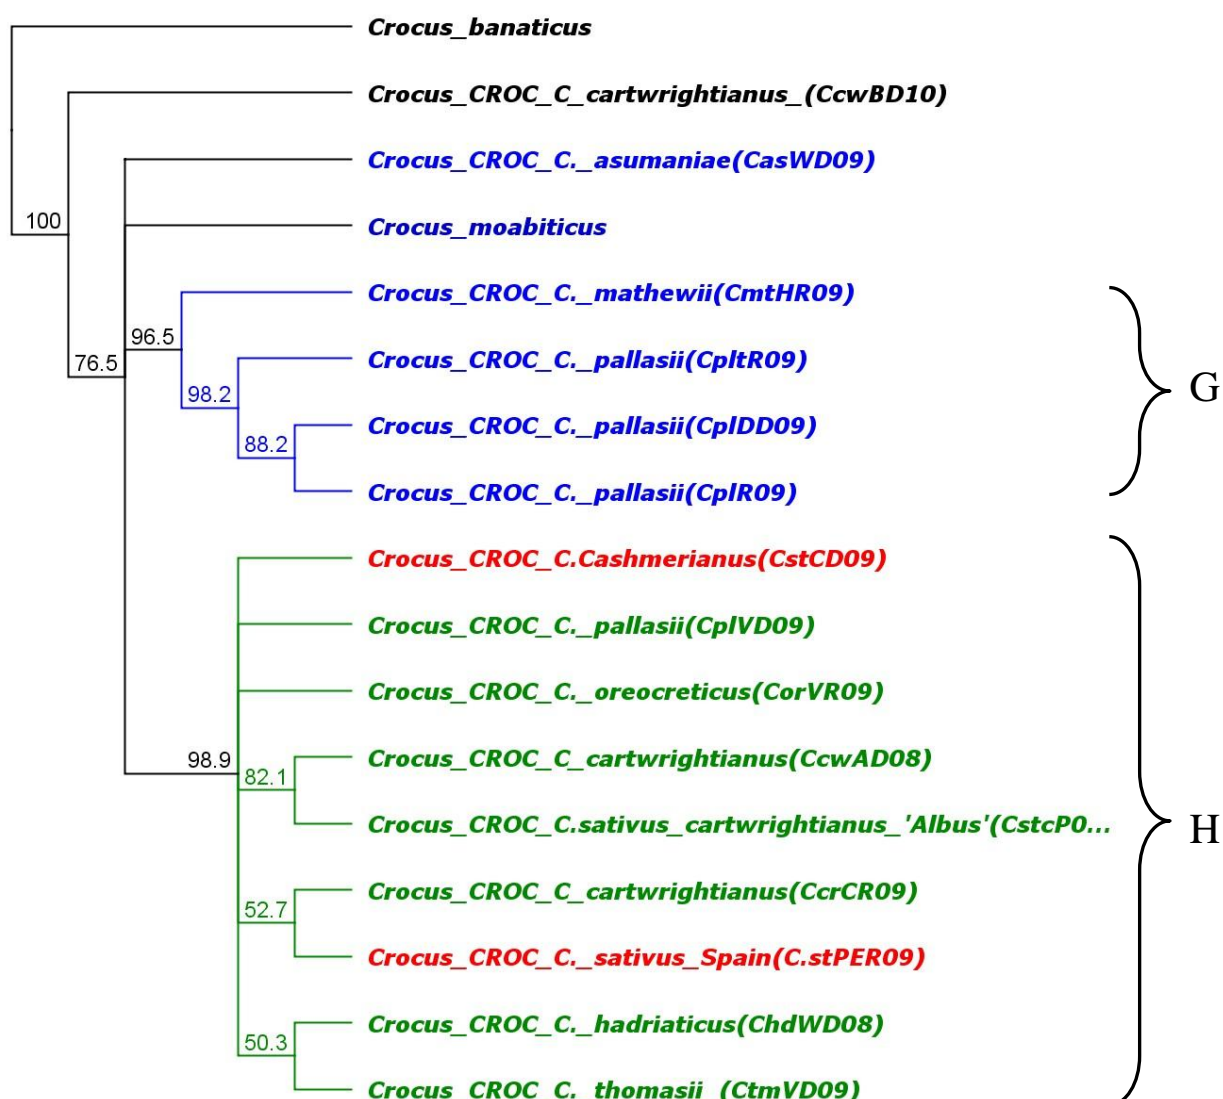 Crocus_banaticus
Crocus_CROC_C_cartwrightianus_(CcwBD10)
Crocus_CROC_C._asumaniae(CasWD09)
100
Crocus_moabiticus
Crocus_CROC_C._mathewii(CmtHR09)
96.5
76.5
Crocus_CROC_C._pallasii(CpltR09)
G
98.2
Crocus_CROC_C._pallasii(CplDD09)
88.2
Crocus_CROC_C._pallasii(CplR09)
Crocus_CROC_C.Cashmerianus(CstCD09)
Crocus_CROC_C._pallasii(CplVD09)
Crocus_CROC_C._oreocreticus(CorVR09)
98.9
Crocus_CROC_C_cartwrightianus(CcwAD08)
82.1
Crocus_CROC_C.sativus_cartwrightianus_'Albus'(CstcP0...
H
Crocus_CROC_C_cartwrightianus(CcrCR09)
52.7
Crocus_CROC_C._sativus_Spain(C.stPER09)
Crocus_CROC_C._hadriaticus(ChdWD08)
50.3
Crocus_CROC_C._thomasii_(CtmVD09)